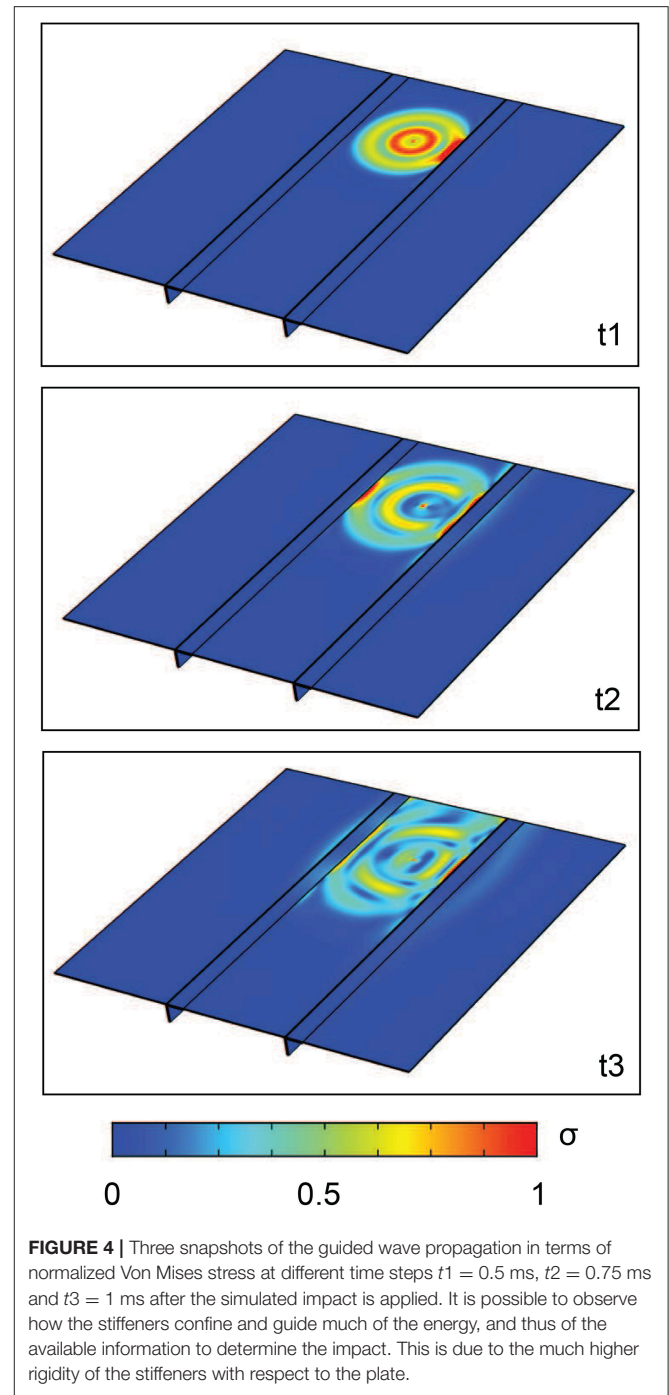 t1
t2
t3
σ
0 0.5 1
FIGURE 4 | Three snapshots of the guided wave propagation in terms of
normalized Von Mises stress at different time steps t1 = 0.5 ms, t2 = 0.75 ms
and t3 = 1 ms after the simulated impact is applied. It is possible to observe
how the stiffeners confine and guide much of the energy, and thus of the
available information to determine the impact. This is due to the much higher
rigidity of the stiffeners with respect to the plate.